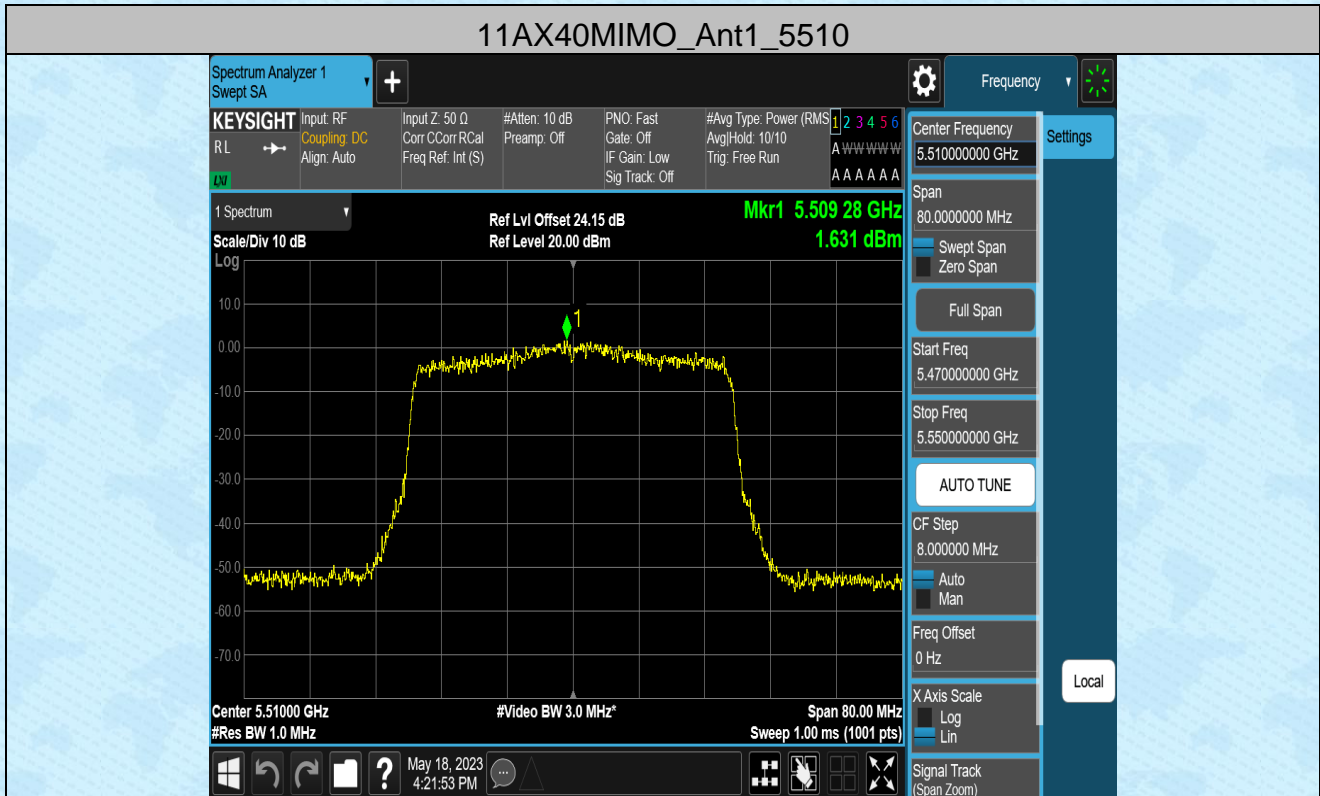 11AX40MIMO_Ant1_5510
Spectrum Analyzer 1
Swept SA
+
Frequency
KEYSIGHT
RL
LXI
Input: RF
Coupling: DC
Align: Auto
Input Z: 50 Ω
Corr CCorr RCal
Freq Ref: Int (S)
#Atten: 10 dB
Preamp: Off
PNO: Fast
Gate: Off
IF Gain: Low
Sig Track: Off
#Avg Type: Power (RMS
Avg|Hold: 10/10
Trig: Free Run
1 2 3 4 5 6
A W W W W W
A A A A A A
1 Spectrum
Scale/Div 10 dB
Log
Ref Lvl Offset 24.15 dB
Ref Level 20.00 dBm
Mkr1 5.509 28 GHz
1.631 dBm
10.0
0.00
-10.0
-20.0
-30.0
-40.0
-50.0
-60.0
-70.0
1
Center 5.51000 GHz
#Res BW 1.0 MHz
#Video BW 3.0 MHz*
Span 80.00 MHz
Sweep 1.00 ms (1001 pts)
?
May 18, 2023
4:21:53 PM
Center Frequency
5.510000000 GHz
Span
80.0000000 MHz
Swept Span
Zero Span
Full Span
Start Freq
5.470000000 GHz
Stop Freq
5.550000000 GHz
AUTO TUNE
CF Step
8.000000 MHz
Auto
Man
Freq Offset
0 Hz
X Axis Scale
Log
Lin
Signal Track
(Span Zoom)
Settings
Local